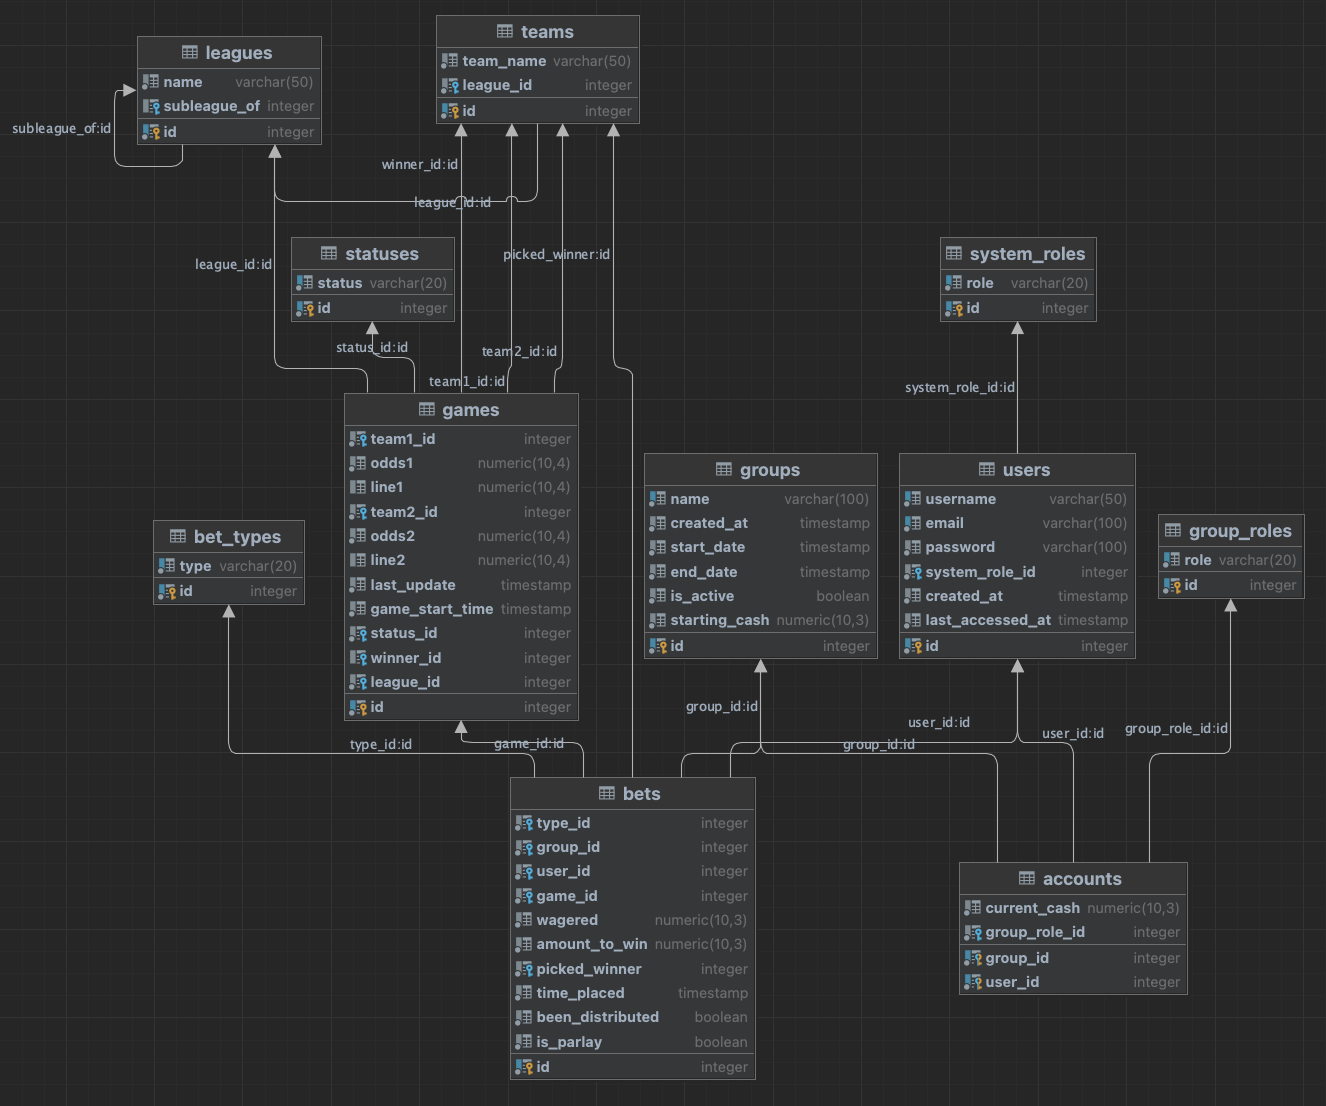 teams
team_name varchar(50)
league_id integer
id integer
leagues
name varchar(50)
subleague_of integer
id integer
subleague_of:id
winner_id:id
league_id:id
league_id:id
picked_winner:id
statuses
status varchar(20)
id integer
system_roles
role varchar(20)
id integer
status_id:id
team2_id:id
team1_id:id
system_role_id:id
games
team1_id integer
odds1 numeric(10,4)
line1 numeric(10,4)
team2_id integer
odds2 numeric(10,4)
line2 numeric(10,4)
last_update timestamp
game_start_time timestamp
status_id integer
winner_id integer
league_id integer
id integer
groups
name varchar(100)
created_at timestamp
start_date timestamp
end_date timestamp
is_active boolean
starting_cash numeric(10,3)
id integer
users
username varchar(50)
email varchar(100)
password varchar(100)
system_role_id integer
created_at timestamp
last_accessed_at timestamp
id integer
group_roles
role varchar(20)
id integer
bet_types
type varchar(20)
id integer
group_id:id
user_id:id
group_role_id:id
user_id:id
type_id:id
game_id:id
group_id:id
bets
type_id integer
group_id integer
user_id integer
game_id integer
wagered numeric(10,3)
amount_to_win numeric(10,3)
picked_winner integer
time_placed timestamp
been_distributed boolean
is_parlay boolean
id integer
accounts
current_cash numeric(10,3)
group_role_id integer
group_id integer
user_id integer